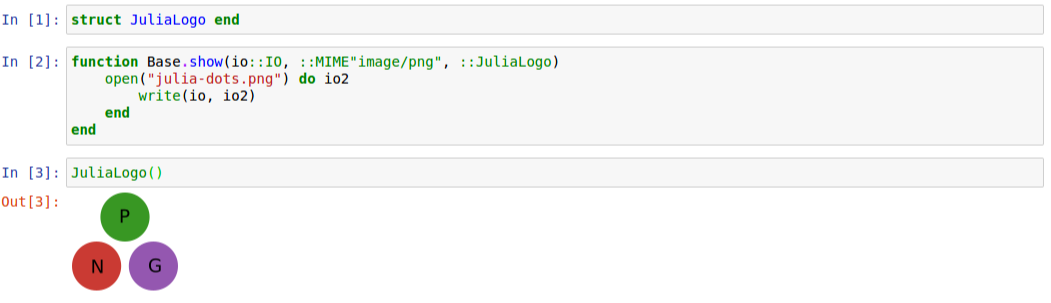 In [1]: struct JuliaLogo end
In [2]: function Base.show(io::IO, ::MIME"image/png", ::JuliaLogo)
    open("julia-dots.png") do io2
        write(io, io2)
    end
end
In [3]: JuliaLogo()
Out[3]:
P
N G